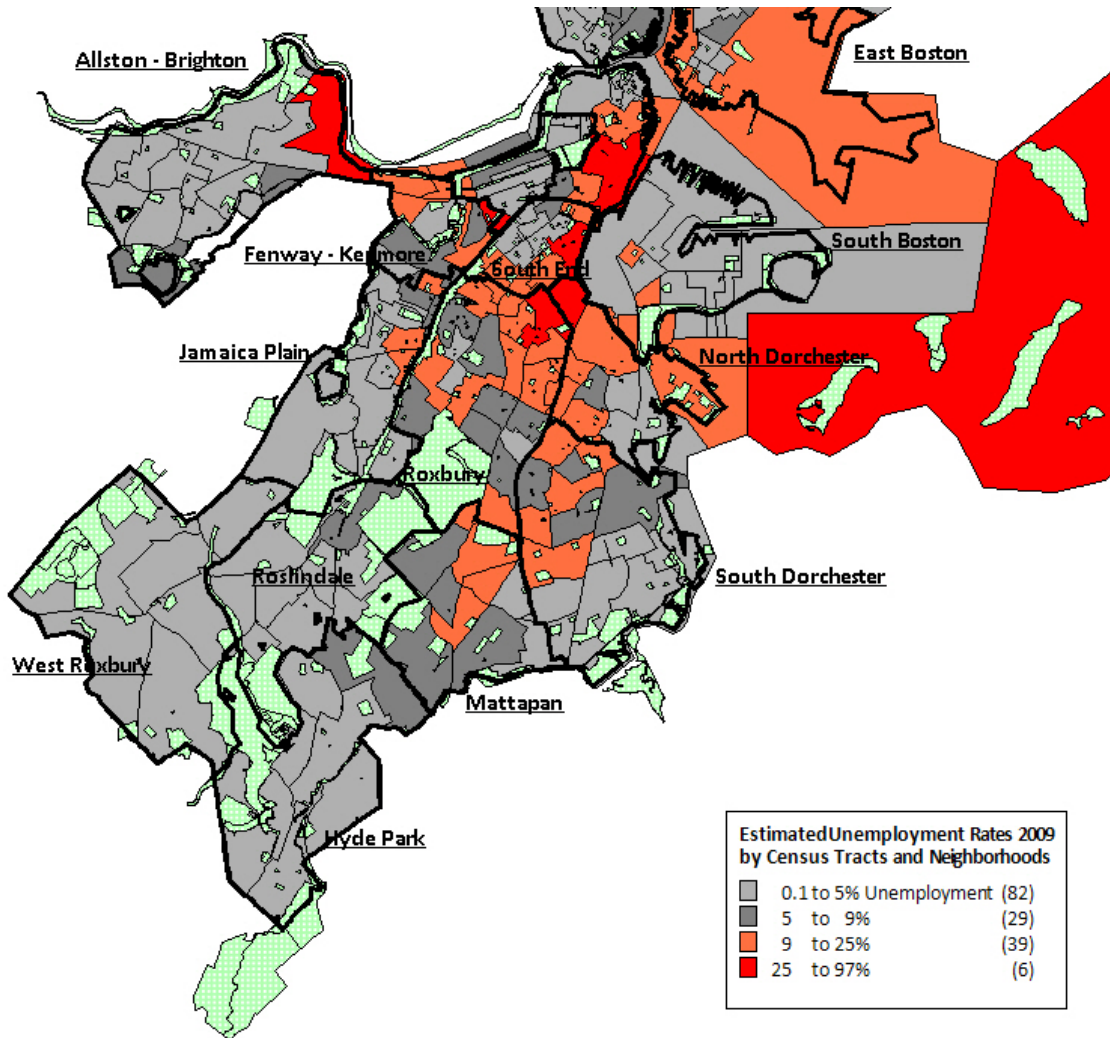 Allston - Brighton
East Boston
South Boston
Fenway - Kenmore
South End
Jamaica Plain
North Dorchester
Roxbury
Roslindale
South Dorchester
West Roxbury
Mattapan
Hyde Park
Estimated Unemployment Rates 2009
by Census Tracts and Neighborhoods
0.1 to 5% Unemployment (82)
5 to 9% (29)
9 to 25% (39)
25 to 97% (6)